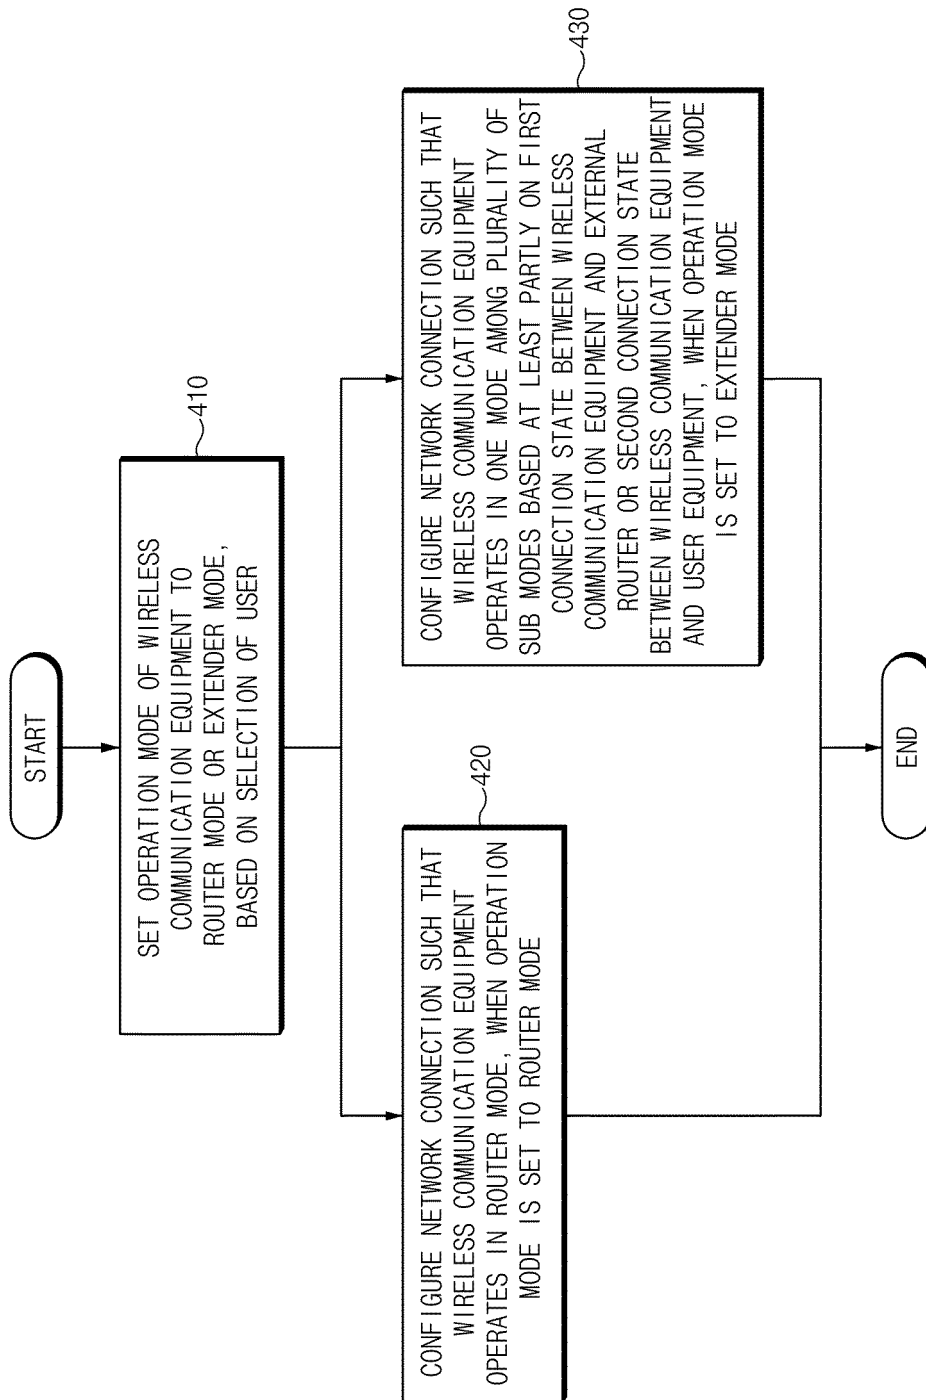 START
SET OPERATION MODE OF WIRELESS
COMMUNICATION EQUIPMENT TO
ROUTER MODE OR EXTENDER MODE,
BASED ON SELECTION OF USER
410
CONFIGURE NETWORK CONNECTION SUCH THAT
WIRELESS COMMUNICATION EQUIPMENT
OPERATES IN ROUTER MODE, WHEN OPERATION
MODE IS SET TO ROUTER MODE
420
CONFIGURE NETWORK CONNECTION SUCH THAT
WIRELESS COMMUNICATION EQUIPMENT
OPERATES IN ONE MODE AMONG PLURALITY OF
SUB MODES BASED AT LEAST PARTLY ON FIRST
CONNECTION STATE BETWEEN WIRELESS
COMMUNICATION EQUIPMENT AND EXTERNAL
ROUTER OR SECOND CONNECTION STATE
BETWEEN WIRELESS COMMUNICATION EQUIPMENT
AND USER EQUIPMENT, WHEN OPERATION MODE
IS SET TO EXTENDER MODE
430
END